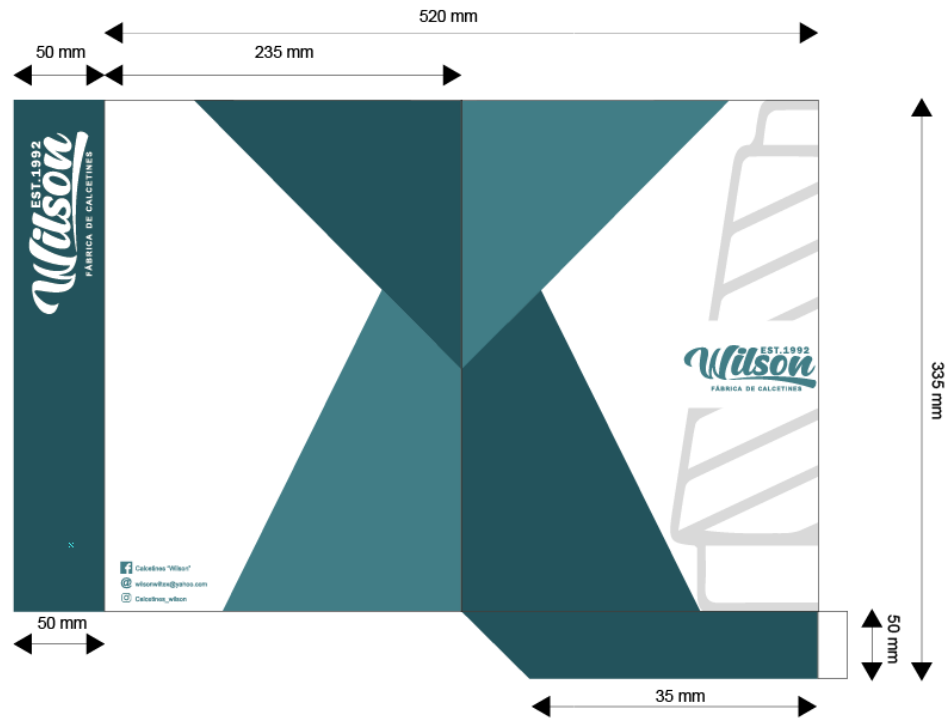 520 mm
50 mm
235 mm
Wilson
EST.1992
FÁBRICA DE CALCETINES
Wilson
EST.1992
FÁBRICA DE CALCETINES
335 mm
Calcetines "Wilson"
wilsonwiltox@yahoo.com
Calcetines_wilson
50 mm
50 mm
35 mm